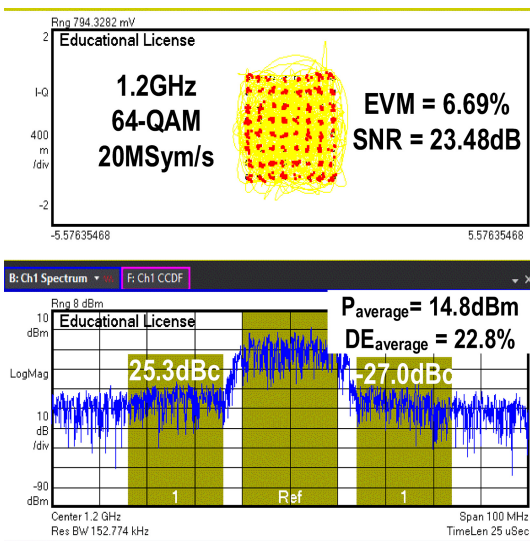 Rng 794.3282 mV
2
Educational License
I-Q
1.2GHz
64-QAM
20MSym/s
EVM = 6.69%
SNR = 23.48dB
400
m
/div
-2
-5.57635468
5.57635468
B: Ch1 Spectrum
F: Ch1 CCDF
Rng 8 dBm
10
dBm
Educational License
Paverage= 14.8dBm
DEaverage = 22.8%
LogMag
25.3dBc
-27.0dBc
10
dB
/div
-90
dBm
1
Ref
1
Center 1.2 GHz
Span 100 MHz
Res BW 152.774 kHz
TimeLen 25 uSec